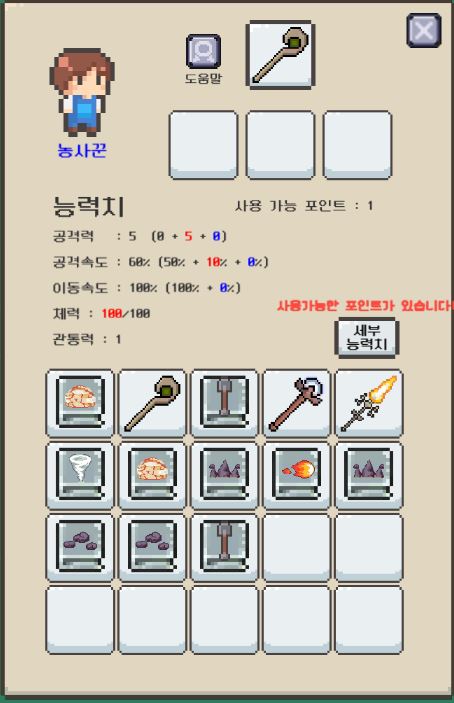 도움말
농사꾼
능력치
사용 가능 포인트 : 1
공격력 : 5 (0 + 5 + 0)
공격속도 : 60% (50% + 10% + 0%)
이동속도 : 100% (100% + 0%)
사용가능한 포인트가 있습니다!
체력 : 100/100
관통력 : 1
세부
능력치